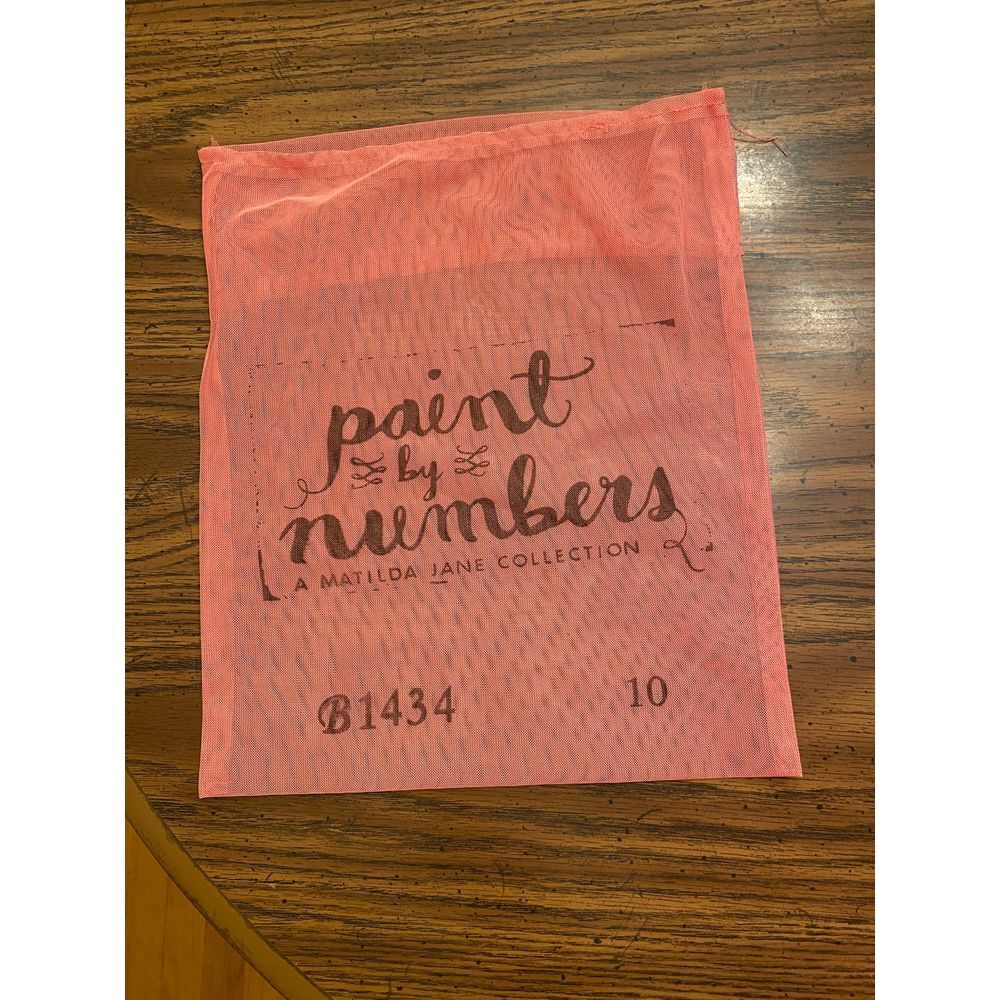 paint
by
numbers
A MATILDA JANE COLLECTION
B1434 10